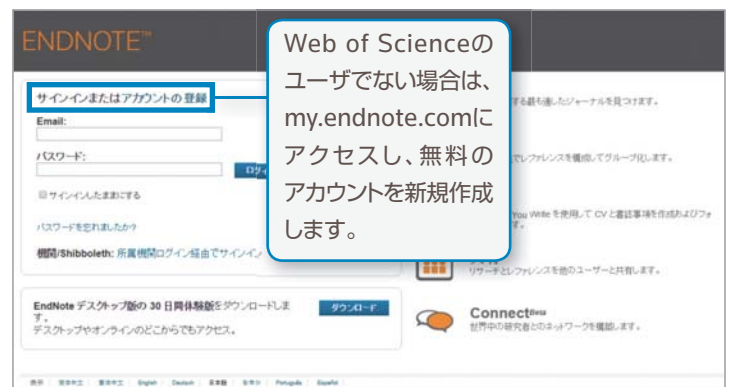 ENDNOTE™
Web of Scienceの
ユーザでない場合は、
my.endnote.comに
アクセスし、無料の
アカウントを新規作成
します。
サインインまたはアカウントの登録
Email:
パスワード:
ログイ
サインインしたままにする
パスワードを忘れましたか?
機関/Shibboleth: 所属機関ログイン経由でサインイン
EndNote デスクトップ版の 30 日間体験版をダウンロードしま
す。
デスクトップやオンラインのどこからでもアクセス。
ダウンロード
する最も適したジャーナルを見つけます。
でレファレンスを構成してグループ化します。
You Write を使用して CV と書誌事項を作成およびフォ
す。
リサーチとレファレンスを他のユーザーと共有します。
Connect Beta
世界中の研究者とのネットワークを構築します。
表示 简体中文 繁體中文 English Deutsch 日本語 한국어 Português Español